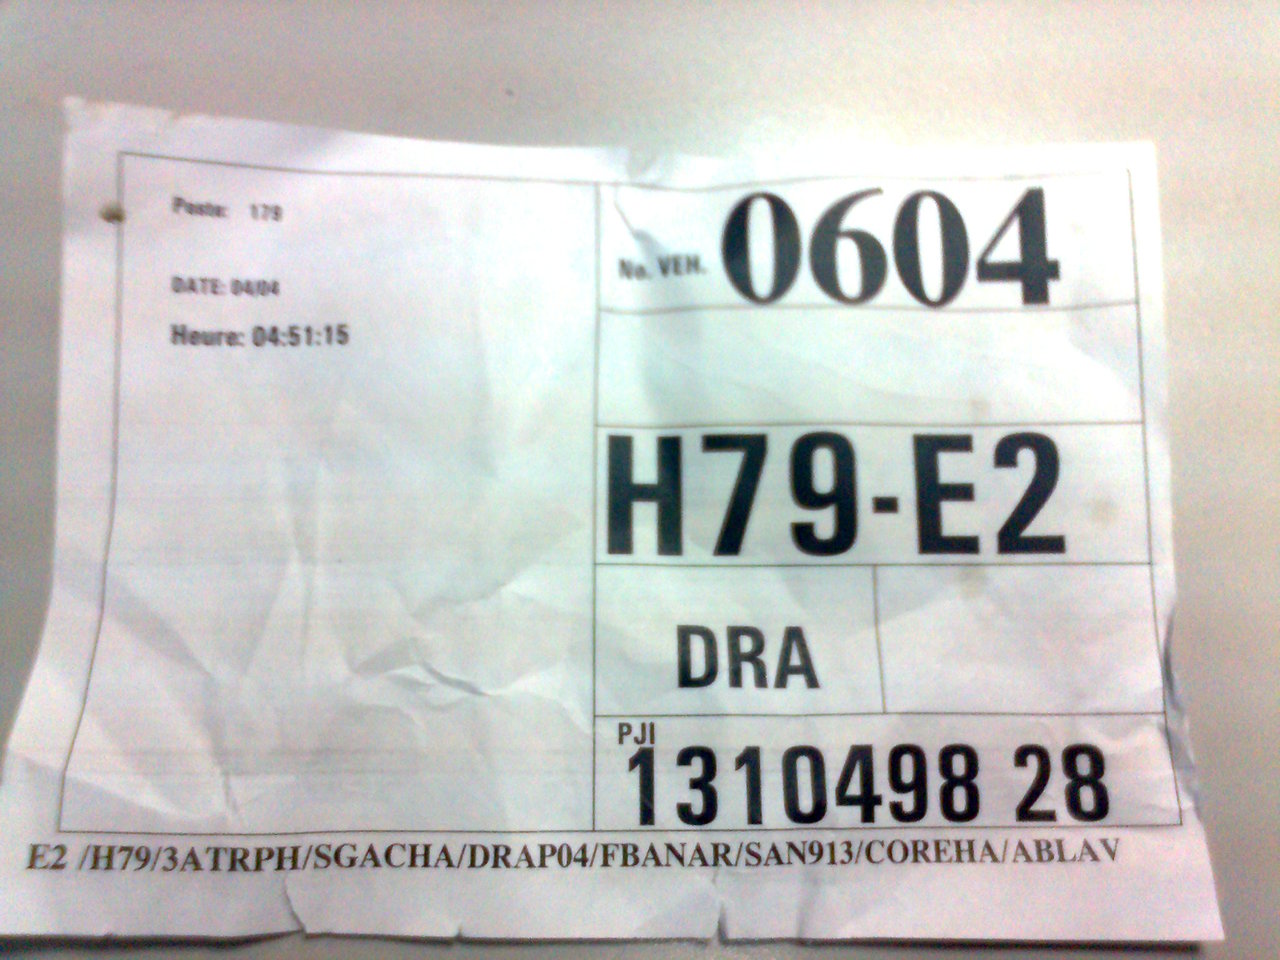 Poste: 179
DATE: 04/04
Heure: 04:51:15
No. VEH. 0604
H79-E2
DRA
PJI
1310498 28
E2 /H79/3ATRPH/SGACHA/DRAP04/FBANAR/SAN913/COREHA/ABLAV